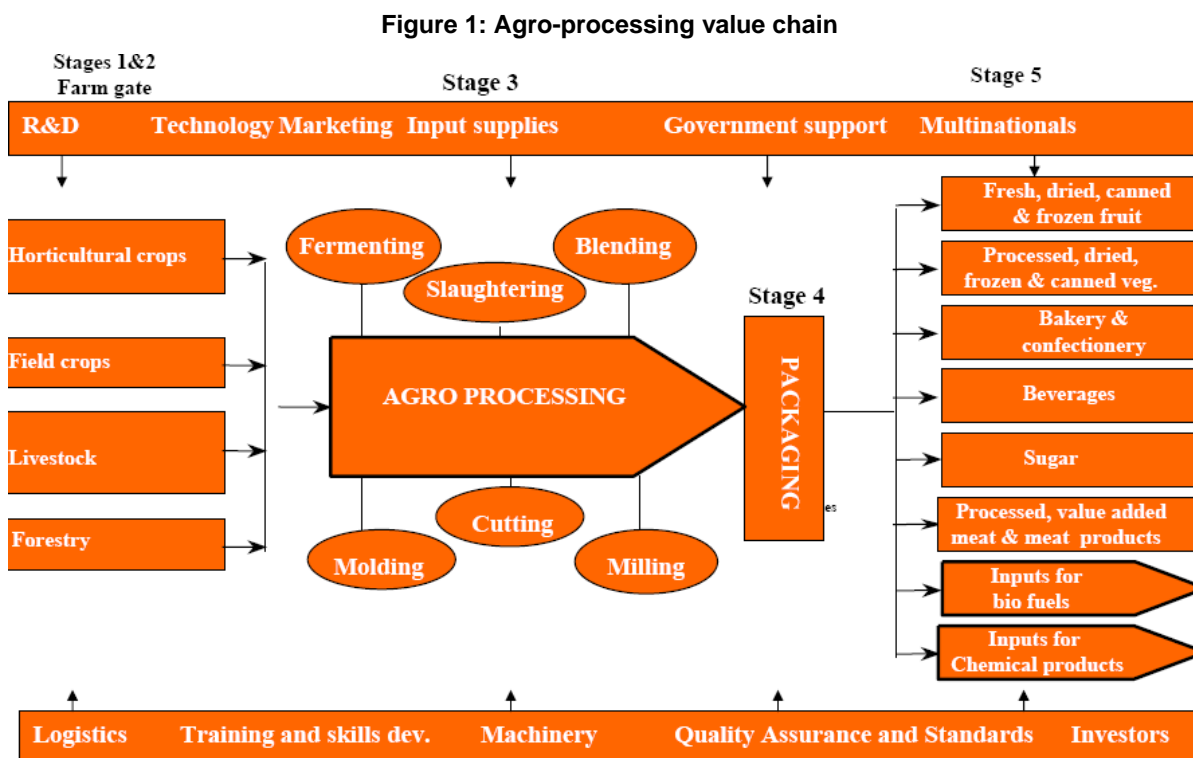 Figure 1: Agro-processing value chain
Stages 1&2
Farm gate
Stage 3
Stage 5
R&D Technology Marketing Input supplies Government support Multinationals
Horticultural crops
Field crops
Livestock
Forestry
Fermenting
Blending
Slaughtering
AGRO PROCESSING
Cutting
Molding
Milling
Stage 4
PACKAGING
es
Fresh, dried, canned
& frozen fruit
Processed, dried,
frozen & canned veg.
Bakery &
confectionery
Beverages
Sugar
Processed, value added
meat & meat products
Inputs for
bio fuels
Inputs for
Chemical products
Logistics Training and skills dev. Machinery Quality Assurance and Standards Investors